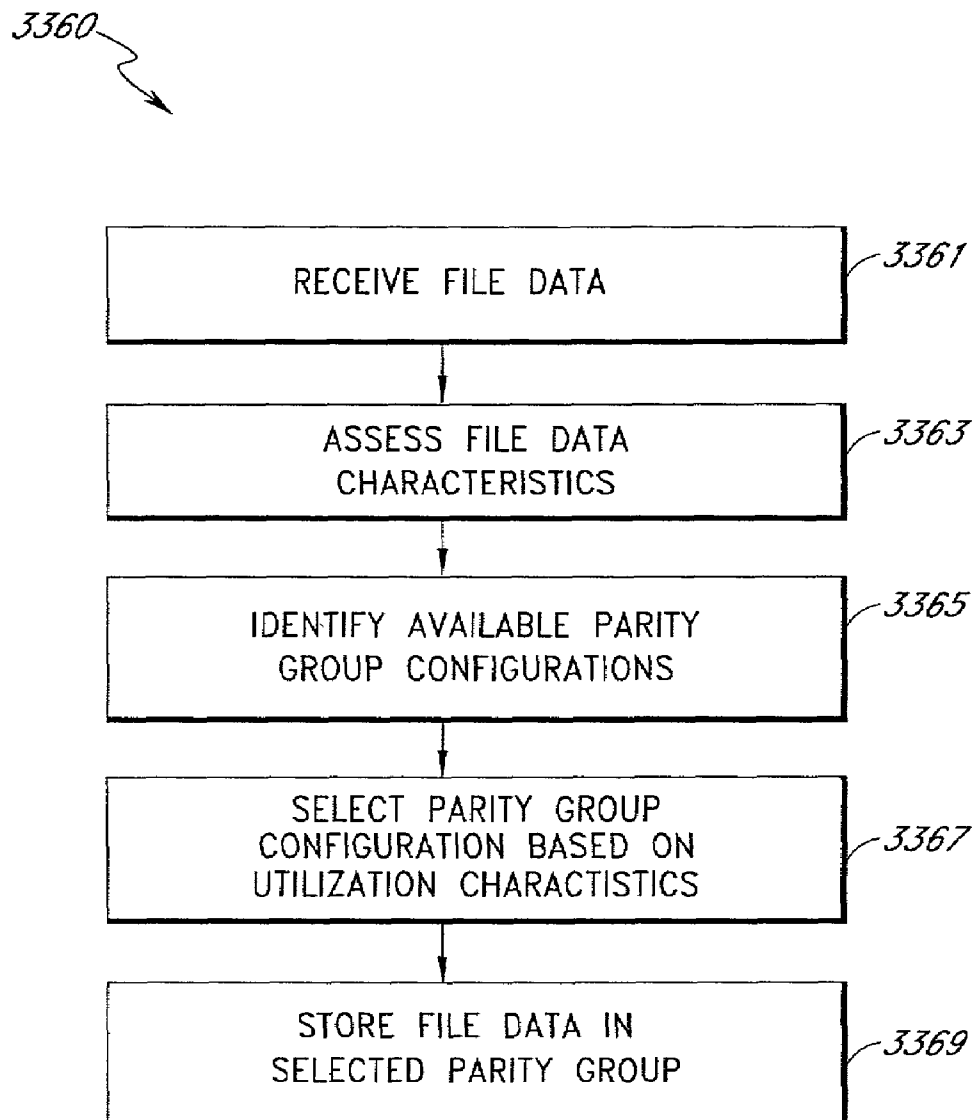 3360
RECEIVE FILE DATA
3361
ASSESS FILE DATA
CHARACTERISTICS
3363
IDENTIFY AVAILABLE PARITY
GROUP CONFIGURATIONS
3365
SELECT PARITY GROUP
CONFIGURATION BASED ON
UTILIZATION CHARACTISTICS
3367
STORE FILE DATA IN
SELECTED PARITY GROUP
3369